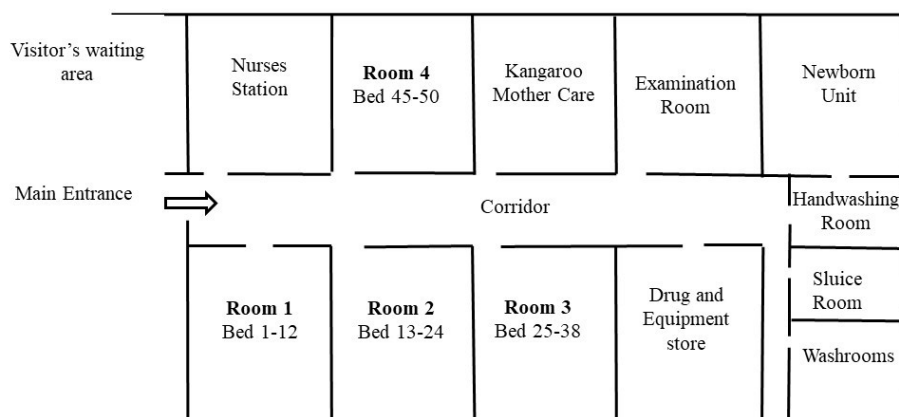 Visitor's waiting
area
Nurses
Station
Room 4
Bed 45-50
Kangaroo
Mother Care
Examination
Room
Newborn
Unit
Main Entrance
Corridor
Handwashing
Room
Room 1
Bed 1-12
Room 2
Bed 13-24
Room 3
Bed 25-38
Drug and
Equipment
store
Sluice
Room
Washrooms